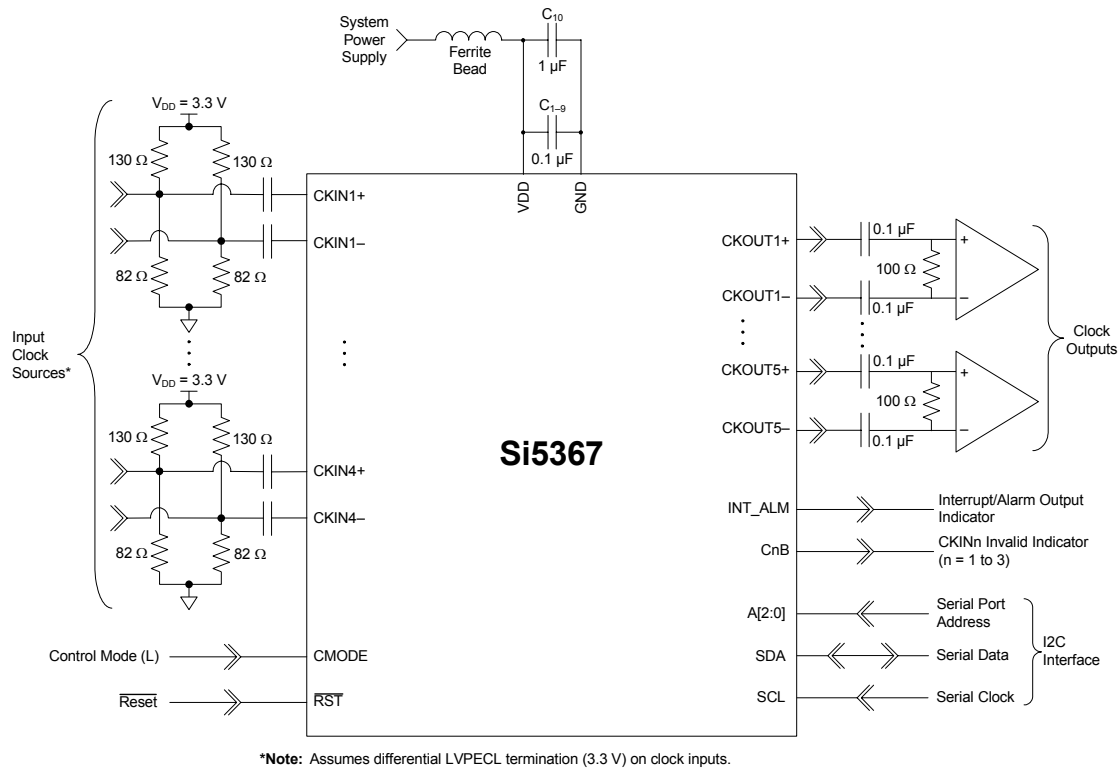 System
Power
Supply
Ferrite
Bead
C10
1 µF
C1–9
0.1 µF
VDD = 3.3 V
130 Ω
130 Ω
82 Ω
82 Ω
VDD = 3.3 V
130 Ω
130 Ω
82 Ω
82 Ω
Input
Clock
Sources*
Control Mode (L)
Reset
VDD
GND
CKIN1+
CKIN1–
CKIN4+
CKIN4–
CMODE
RST
Si5367
CKOUT1+
CKOUT1–
CKOUT5+
CKOUT5–
INT_ALM
CnB
A[2:0]
SDA
SCL
0.1 µF
100 Ω
0.1 µF
+
–
0.1 µF
100 Ω
0.1 µF
+
–
Clock
Outputs
Interrupt/Alarm Output
Indicator
CKINn Invalid Indicator
(n = 1 to 3)
Serial Port
Address
Serial Data
Serial Clock
I2C
Interface
*Note: Assumes differential LVPECL termination (3.3 V) on clock inputs.